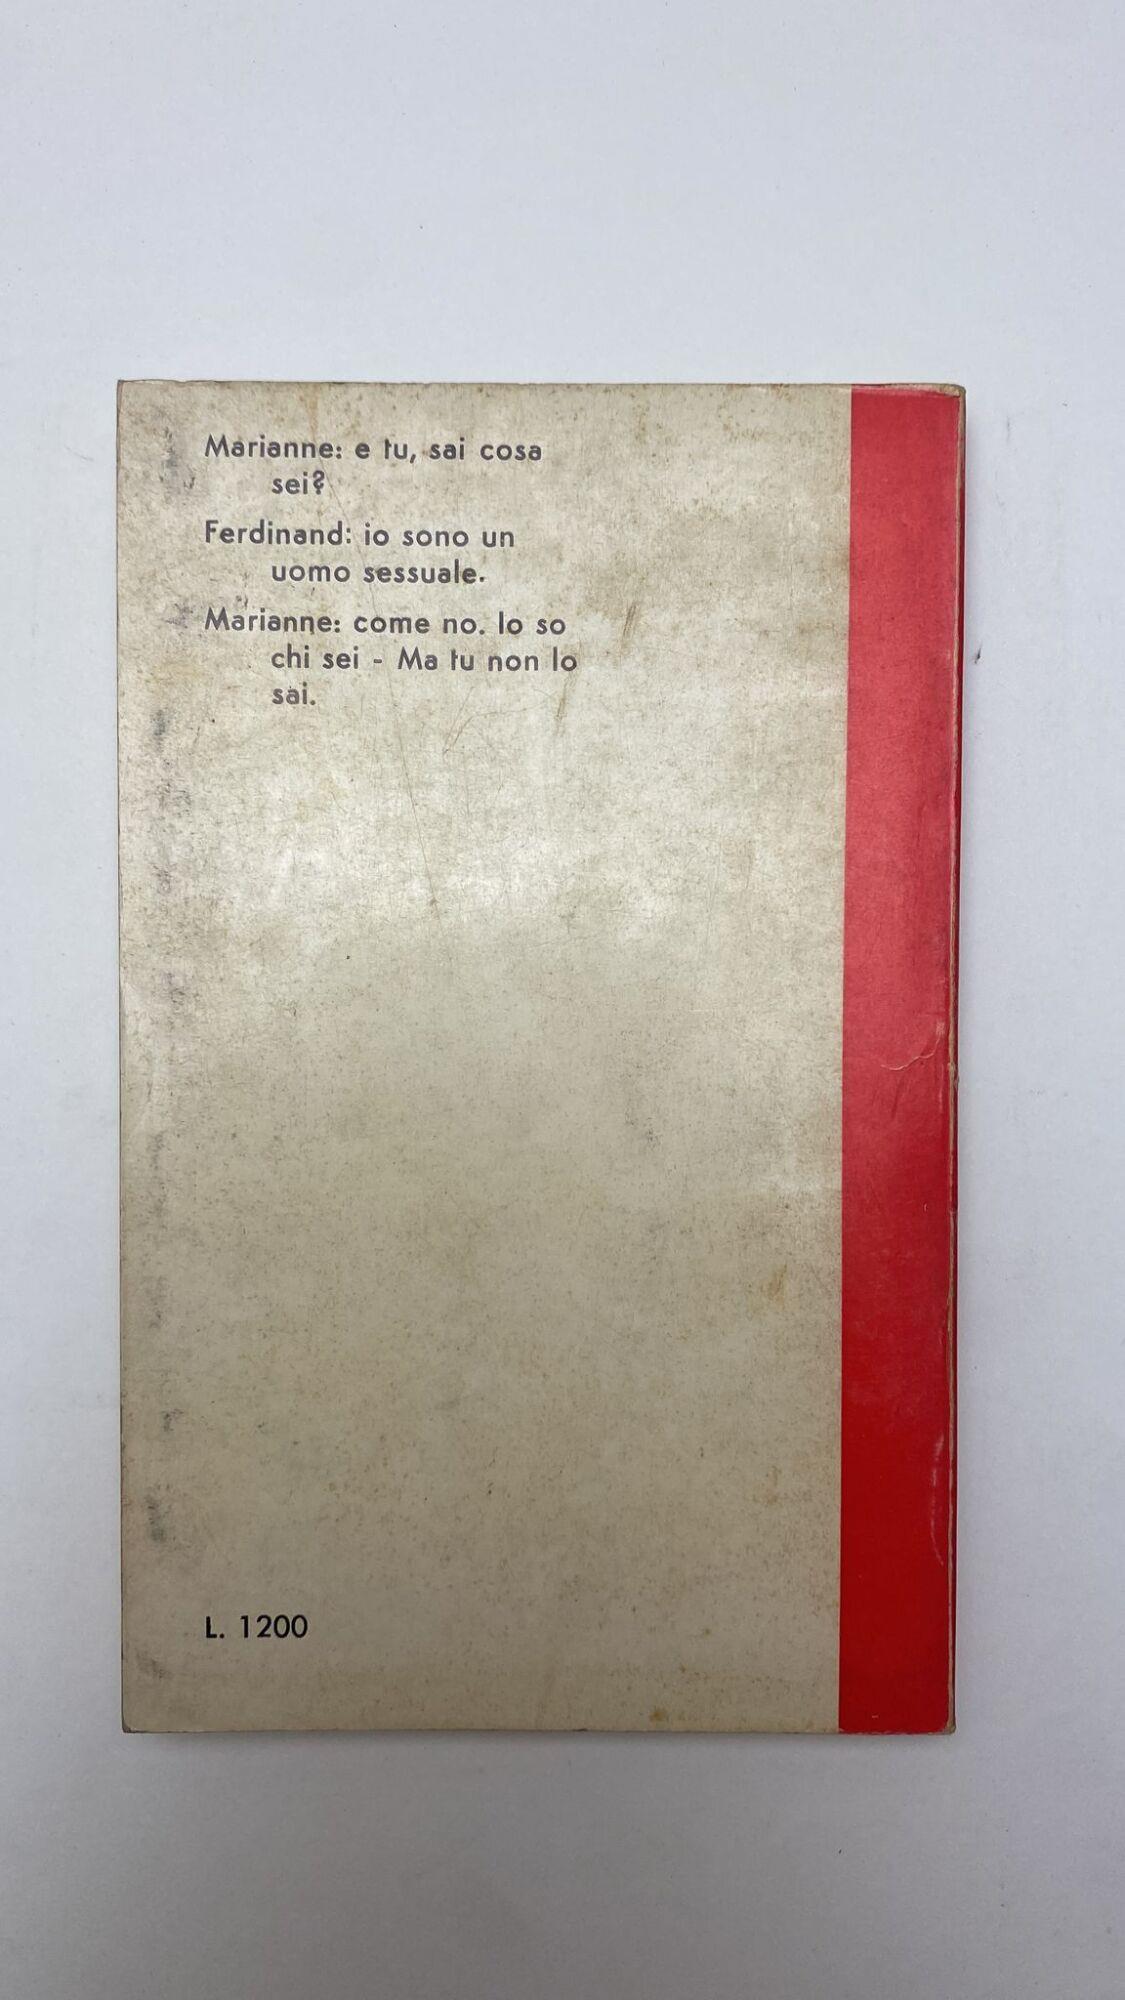 Marianne: e tu, sai cosa
sei?
Ferdinand: io sono un
uomo sessuale.
Marianne: come no. Io so
chi sei - Ma tu non lo
sai.
L. 1200